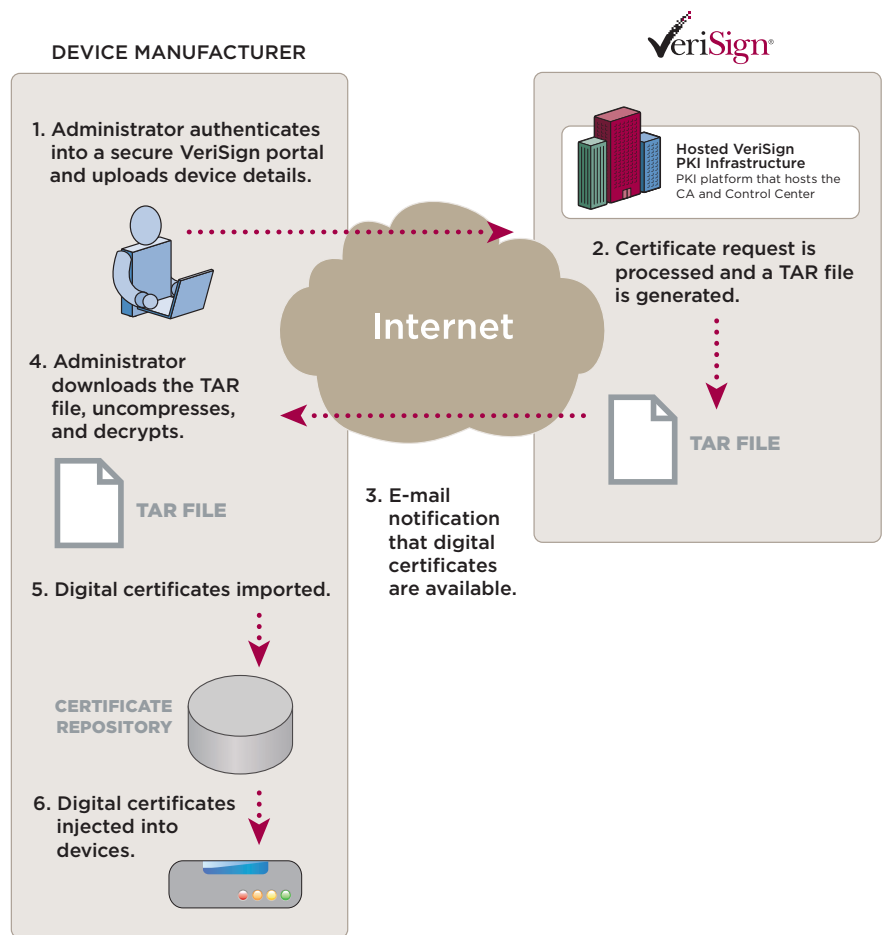 DEVICE MANUFACTURER
VeriSign®
1. Administrator authenticates
into a secure VeriSign portal
and uploads device details.
Hosted VeriSign
PKI Infrastructure
PKI platform that hosts the
CA and Control Center
2. Certificate request is
processed and a TAR file
is generated.
Internet
TAR FILE
3. E-mail
notification
that digital
certificates
are available.
4. Administrator
downloads the TAR
file, uncompresses,
and decrypts.
TAR FILE
5. Digital certificates imported.
CERTIFICATE
REPOSITORY
6. Digital certificates
injected into
devices.